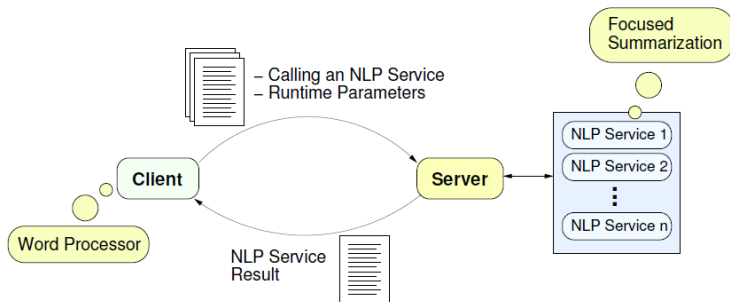 Focused
Summarization
– Calling an NLP Service
– Runtime Parameters
NLP Service 1
NLP Service 2
NLP Service n
Client
Server
Word Processor
NLP Service
Result